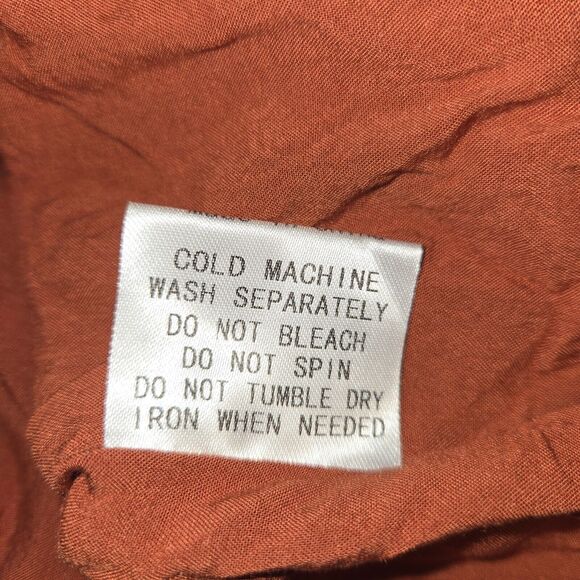 COLD MACHINE
WASH SEPARATELY
DO NOT BLEACH
DO NOT SPIN
DO NOT TUMBLE DRY
IRON WHEN NEEDED